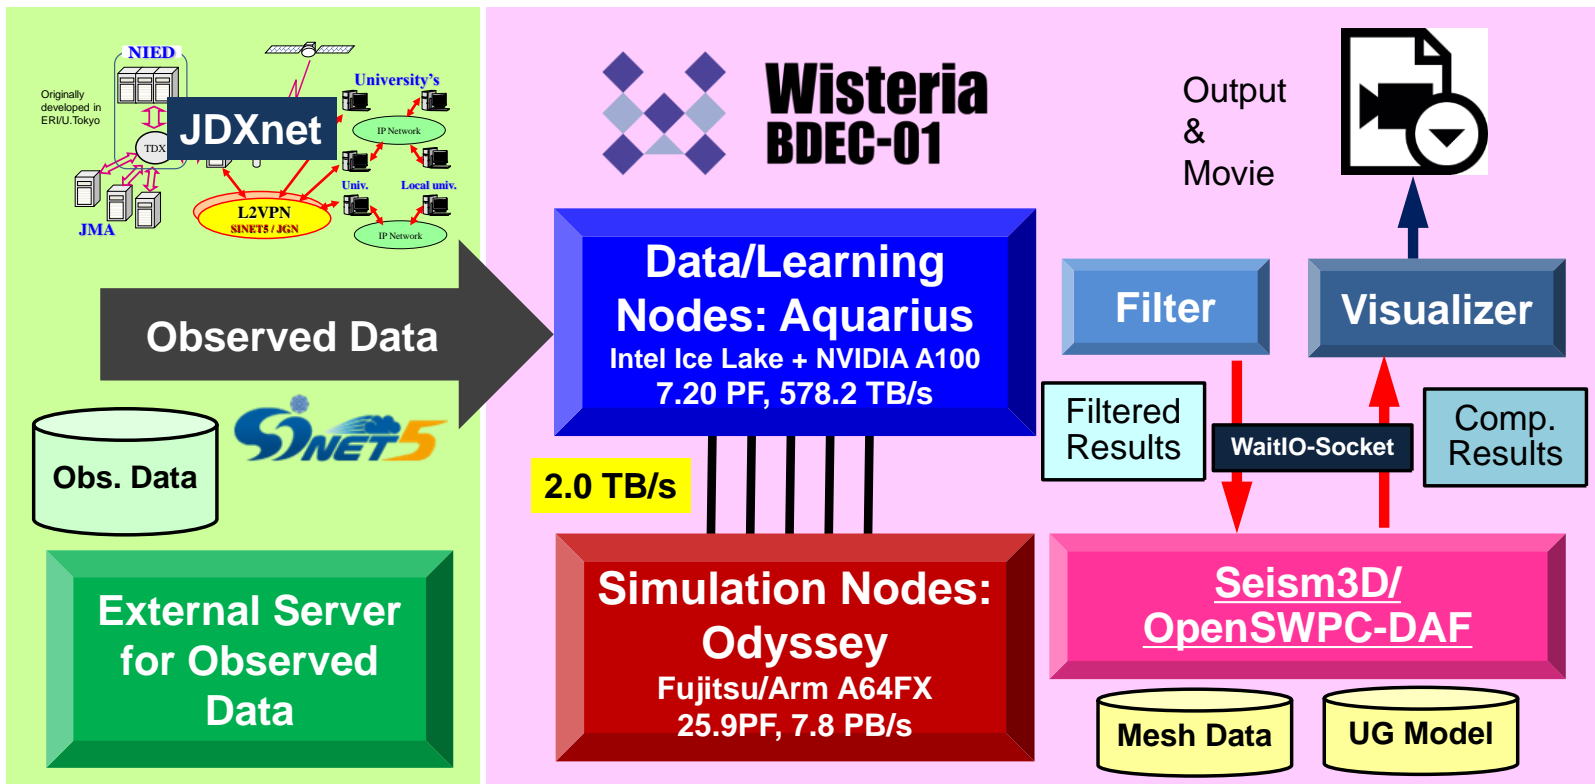 NIED
Originally
developed in
ERI/U.Tokyo
JDXnet
TDX
JMA
University's
IP Network
Univ.
Local univ.
L2VPN
SINET5 / JGN
IP Network
Observed Data
SINET5
Obs. Data
External Server
for Observed
Data
Wisteria
BDEC-01
Data/Learning
Nodes: Aquarius
Intel Ice Lake + NVIDIA A100
7.20 PF, 578.2 TB/s
2.0 TB/s
Simulation Nodes:
Odyssey
Fujitsu/Arm A64FX
25.9PF, 7.8 PB/s
Output
&
Movie
Filter
Visualizer
Filtered
Results
WaitIO-Socket
Comp.
Results
Seism3D/
OpenSWPC-DAF
Mesh Data
UG Model